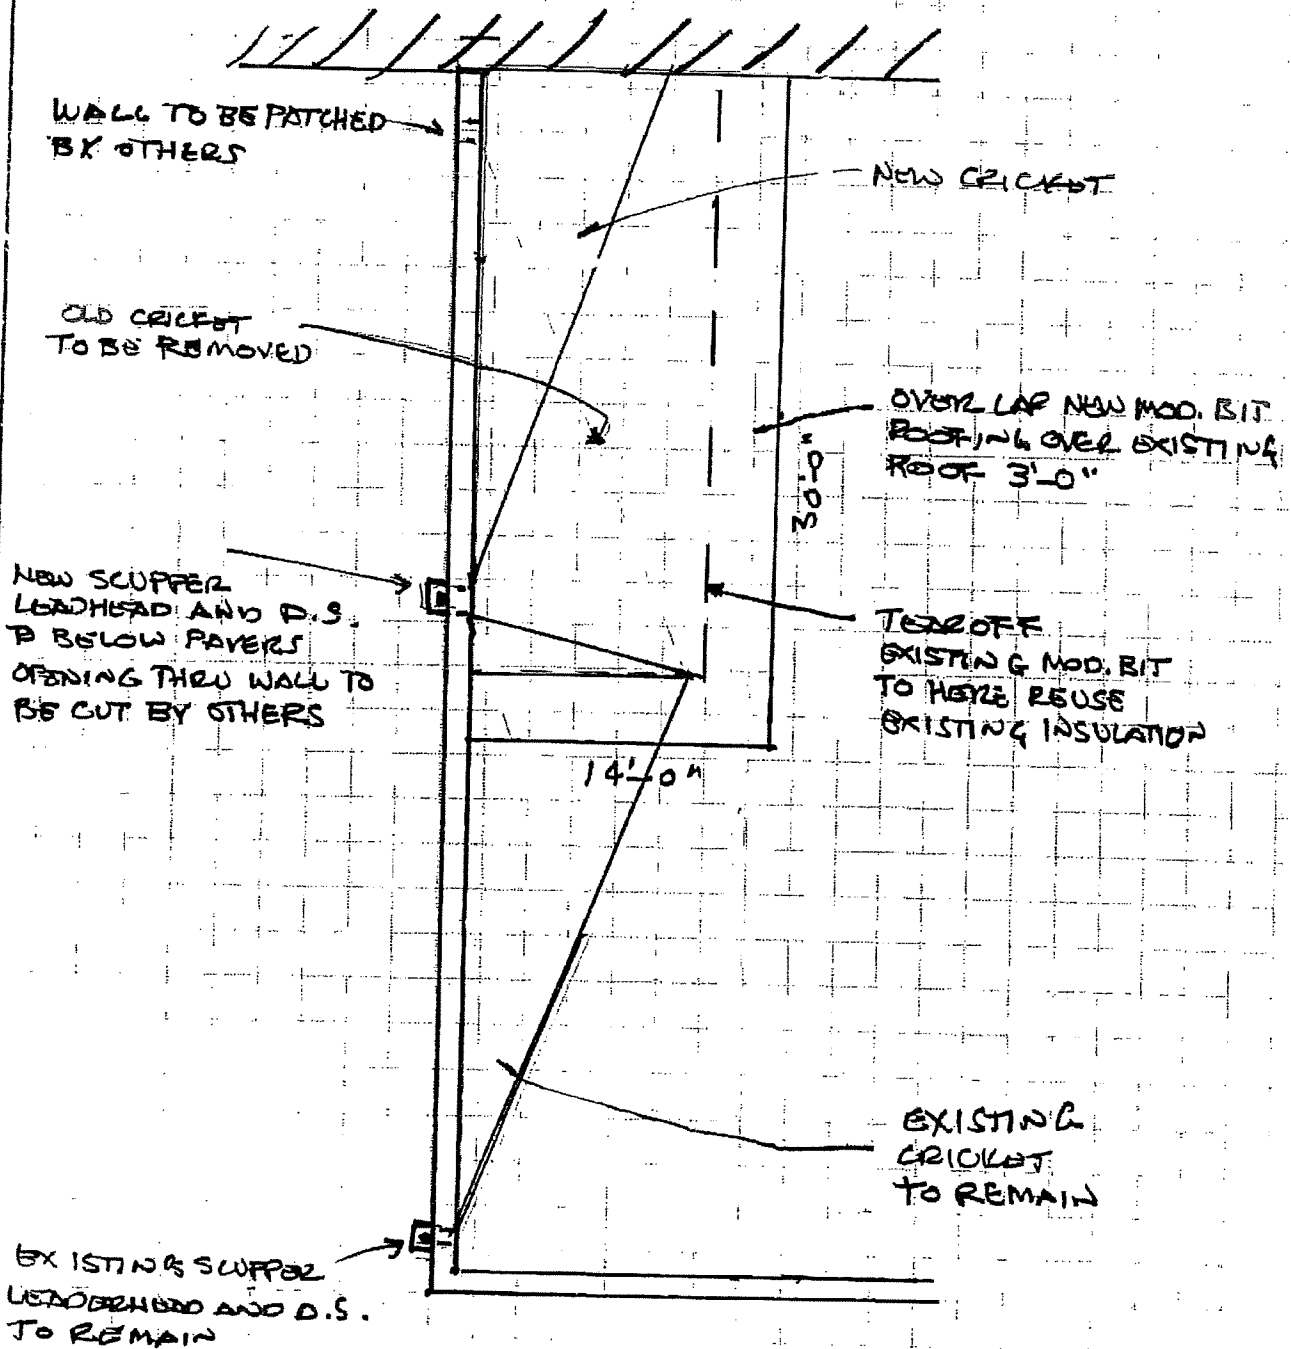 WALL TO BE PATCHED
BY OTHERS
NEW CRICKET
OLD CRICKET
TO BE REMOVED
OVER LAP NEW MOD. BIT
ROOFING OVER EXISTING
ROOF 3'-0"
30'-0"
NEW SCUPPER
LEADHEAD AND D.S.
TO BELOW PAVERS
OPENING THRU WALL TO
BE CUT BY OTHERS
TEAROFF
EXISTING MOD. BIT
TO HERE REUSE
EXISTING INSULATION
14'-0"
EXISTING
CRICKET
TO REMAIN
EXISTING SCUPPER
LEADERHEAD AND D.S.
TO REMAIN